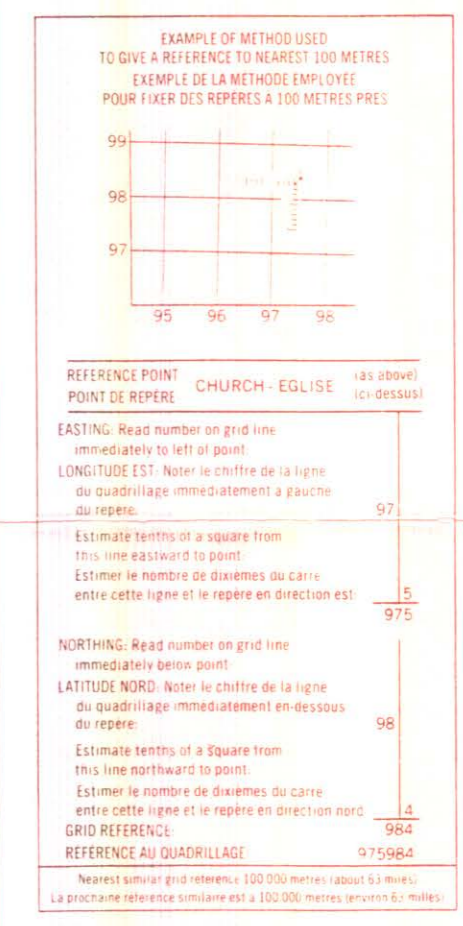 EXAMPLE OF METHOD USED
TO GIVE A REFERENCE TO NEAREST 100 METRES
EXEMPLE DE LA MÉTHODE EMPLOYÉE
POUR FIXER DES REPÈRES À 100 MÈTRES PRÈS
99
98
97
95 96 97 98
REFERENCE POINT CHURCH - EGLISE (as above)
POINT DE REPÈRE (ci-dessus)
EASTING: Read number on grid line
immediately to left of point:
LONGITUDE EST: Noter le chiffre de la ligne
du quadrillage immédiatement à gauche
du repère: 97
Estimate tenths of a square from
this line eastward to point:
Estimer le nombre de dixièmes du carré
entre cette ligne et le repère en direction est: 5
975
NORTHING: Read number on grid line
immediately below point:
LATITUDE NORD: Noter le chiffre de la ligne
du quadrillage immédiatement en-dessous
du repère: 98
Estimate tenths of a square from
this line northward to point:
Estimer le nombre de dixièmes du carré
entre cette ligne et le repère en direction nord: 4
GRID REFERENCE: 984
RÉFÉRENCE AU QUADRILLAGE 975984
Nearest similar grid reference 100 000 metres (about 63 miles)
La prochaine référence similaire est à 100 000 mètres (environ 63 milles)